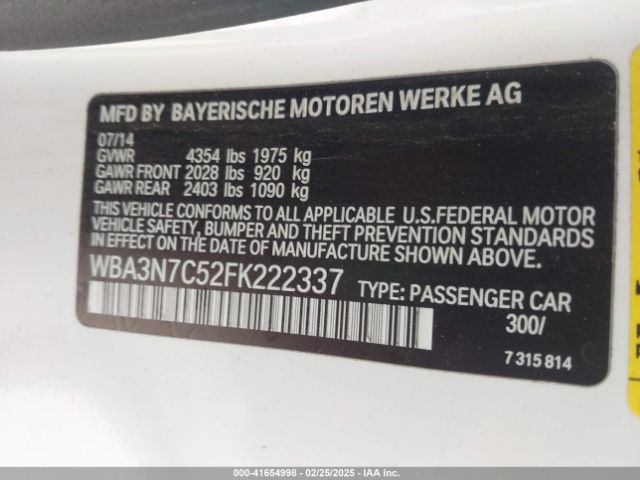 MFD BY BAYERISCHE MOTOREN WERKE AG
07/14
GVWR 4354 lbs 1975 kg
GAWR FRONT 2028 lbs 920 kg
GAWR REAR 2403 lbs 1090 kg
THIS VEHICLE CONFORMS TO ALL APPLICABLE U.S.FEDERAL MOTOR
VEHICLE SAFETY, BUMPER AND THEFT PREVENTION STANDARDS
IN EFFECT ON THE DATE OF MANUFACTURE SHOWN ABOVE.
WBA3N7C52FK222337 TYPE: PASSENGER CAR
300/
7 315 814
000-41654998 - 02/25/2025 - IAA Inc.